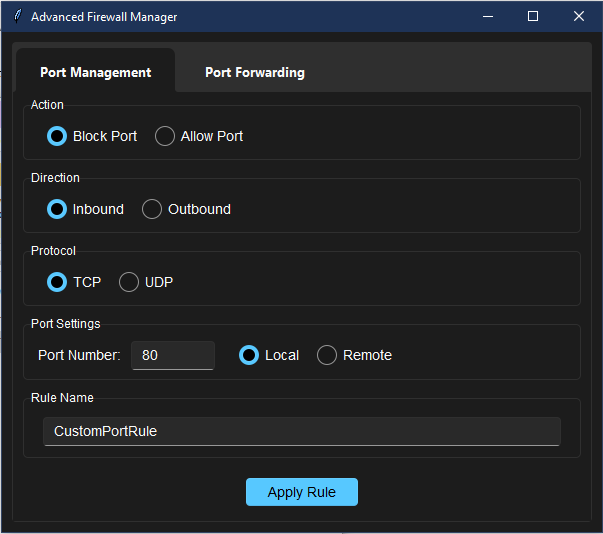 Advanced Firewall Manager
Port Management Port Forwarding
Action
Block Port Allow Port
Direction
Inbound Outbound
Protocol
TCP UDP
Port Settings
Port Number: 80 Local Remote
Rule Name
CustomPortRule
Apply Rule